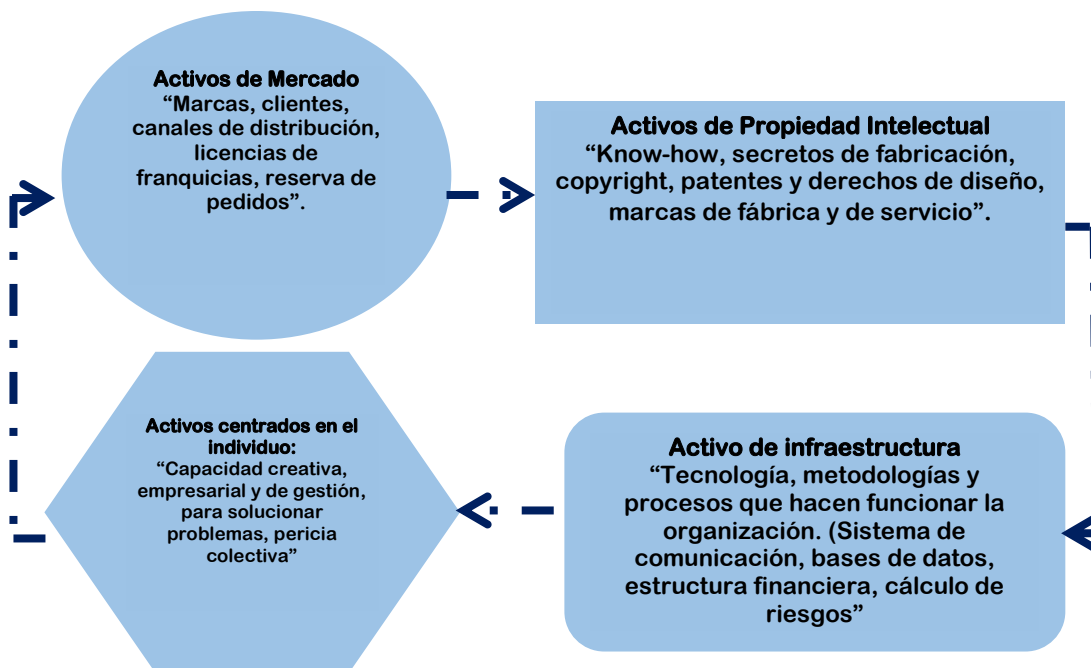 Activos de Mercado
“Marcas, clientes,
canales de distribución,
licencias de
franquicias, reserva de
pedidos”.
Activos de Propiedad Intelectual
“Know-how, secretos de fabricación,
copyright, patentes y derechos de diseño,
marcas de fábrica y de servicio”.
Activos centrados en el
individuo:
“Capacidad creativa,
empresarial y de gestión,
para solucionar
problemas, pericia
colectiva”
Activo de infraestructura
“Tecnología, metodologías y
procesos que hacen funcionar la
organización. (Sistema de
comunicación, bases de datos,
estructura financiera, cálculo de
riesgos”